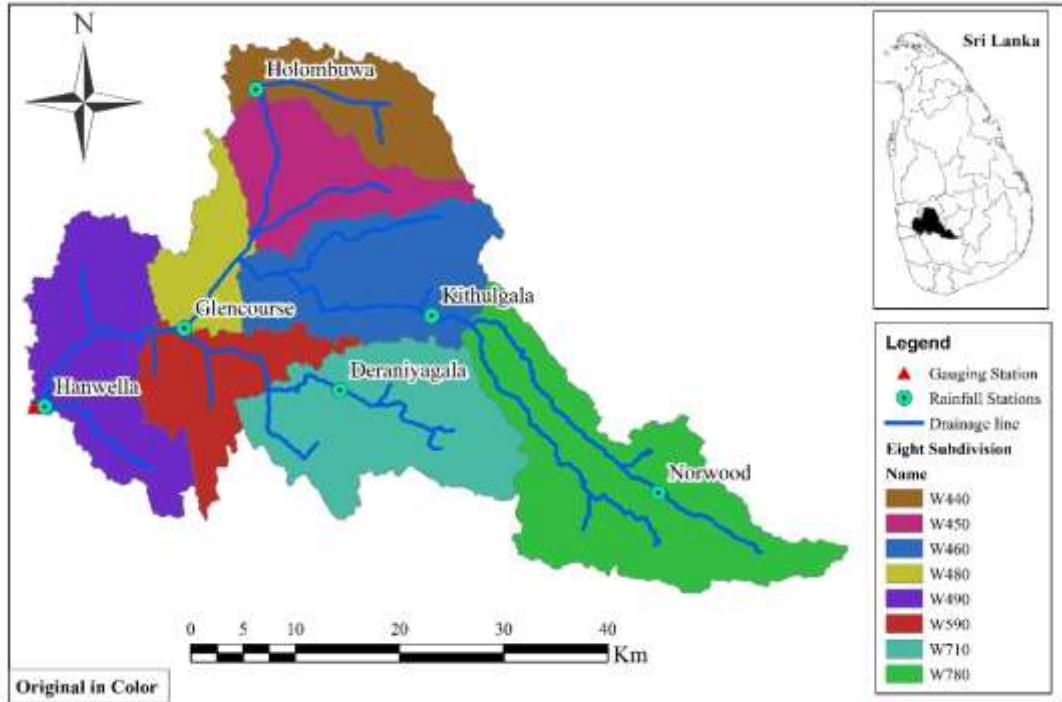 N
Sri Lanka
Holombuwa
Glencourse
Kithulgala
Deraniyagala
Hanwella
Norwood
Legend
Gauging Station
Rainfall Stations
Drainage line
Eight Subdivision
Name
W440
W450
W460
W480
W490
W590
W710
W780
0 5 10 20 30 40
Km
Original in Color